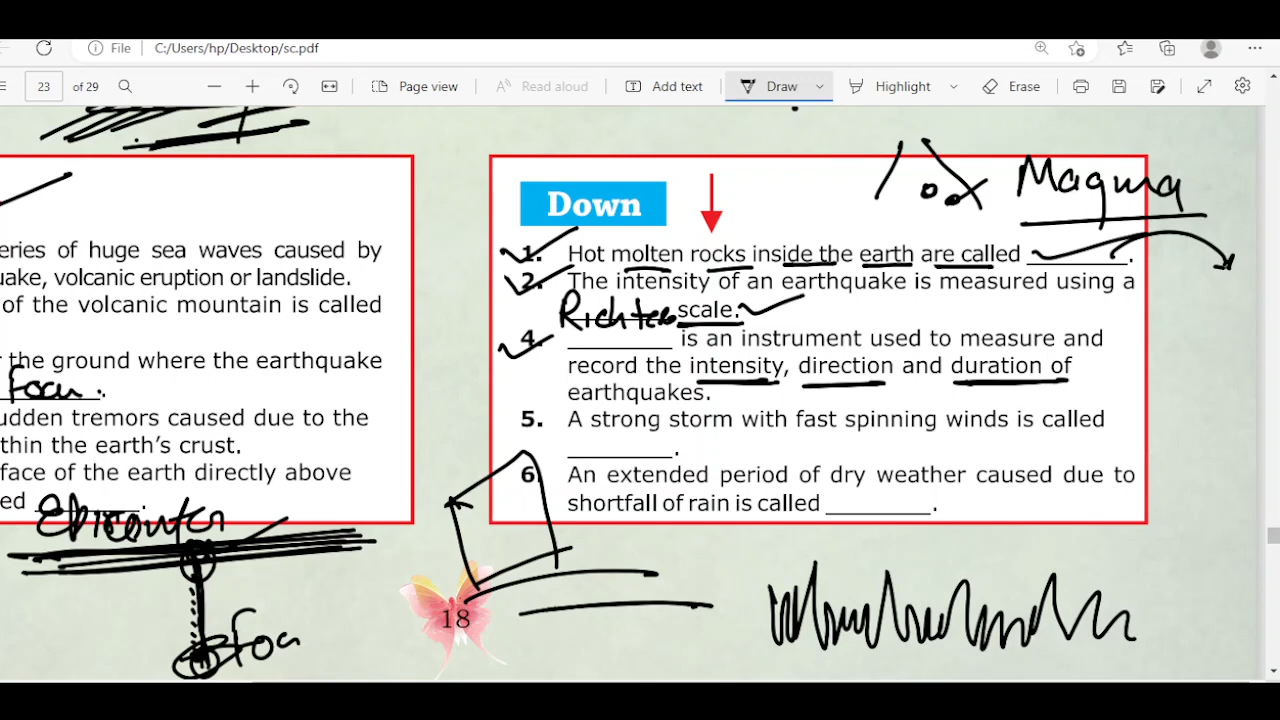 File C:/Users/hp/Desktop/sc.pdf
23 of 29 Page view Read aloud Add text Draw Highlight Erase
eries of huge sea waves caused by
uake, volcanic eruption or landslide.
of the volcanic mountain is called
r the ground where the earthquake
Focu .
udden tremors caused due to the
thin the earth's crust.
face of the earth directly above
ed Epicenter .
Foc
Down
Magma
1. Hot molten rocks inside the earth are called ________.
2. The intensity of an earthquake is measured using a
Richter scale.
4. ________ is an instrument used to measure and
record the intensity, direction and duration of
earthquakes.
5. A strong storm with fast spinning winds is called
________.
6. An extended period of dry weather caused due to
shortfall of rain is called ________.
18